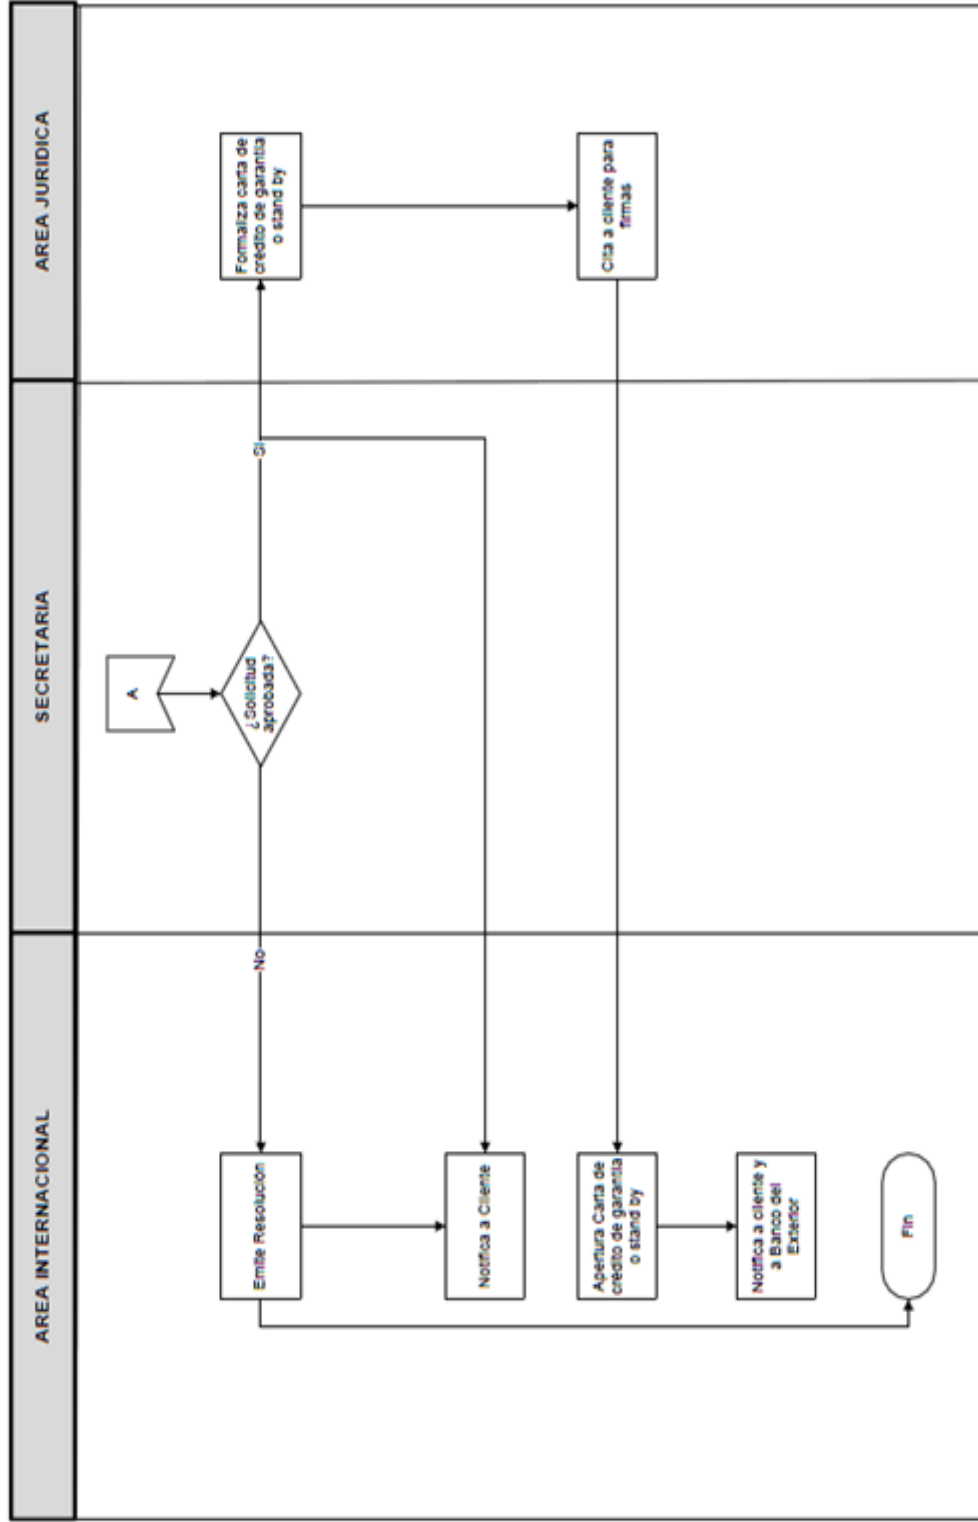 AREA INTERNACIONAL
SECRETARIA
AREA JURIDICA
A
¿Solicitud
aprobada?
No
Si
Emite Resolución
Formaliza carta de
crédito de garantía
o stand by
Notifica a Cliente
Apertura Carta de
crédito de garantía
o stand by
Cita a cliente para
firmas
Notifica a cliente y
a Banco del
Exterior
Fin